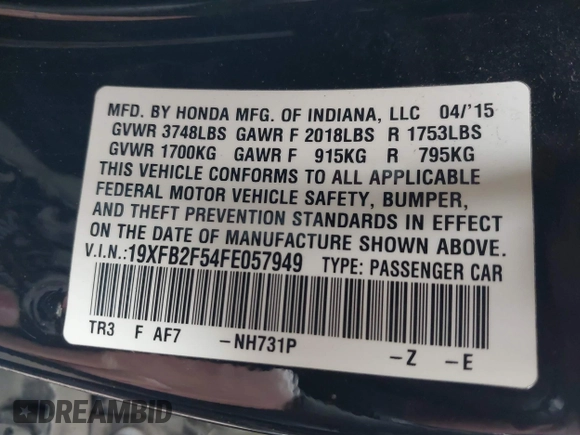 MFD. BY HONDA MFG. OF INDIANA, LLC 04/'15
GVWR 3748LBS GAWR F 2018LBS R 1753LBS
GVWR 1700KG GAWR F 915KG R 795KG
THIS VEHICLE CONFORMS TO ALL APPLICABLE
FEDERAL MOTOR VEHICLE SAFETY, BUMPER,
AND THEFT PREVENTION STANDARDS IN EFFECT
ON THE DATE OF MANUFACTURE SHOWN ABOVE.
V.I.N.: 19XFB2F54FE057949 TYPE: PASSENGER CAR
TR3 F AF7 –NH731P –Z –E
DREAMBID